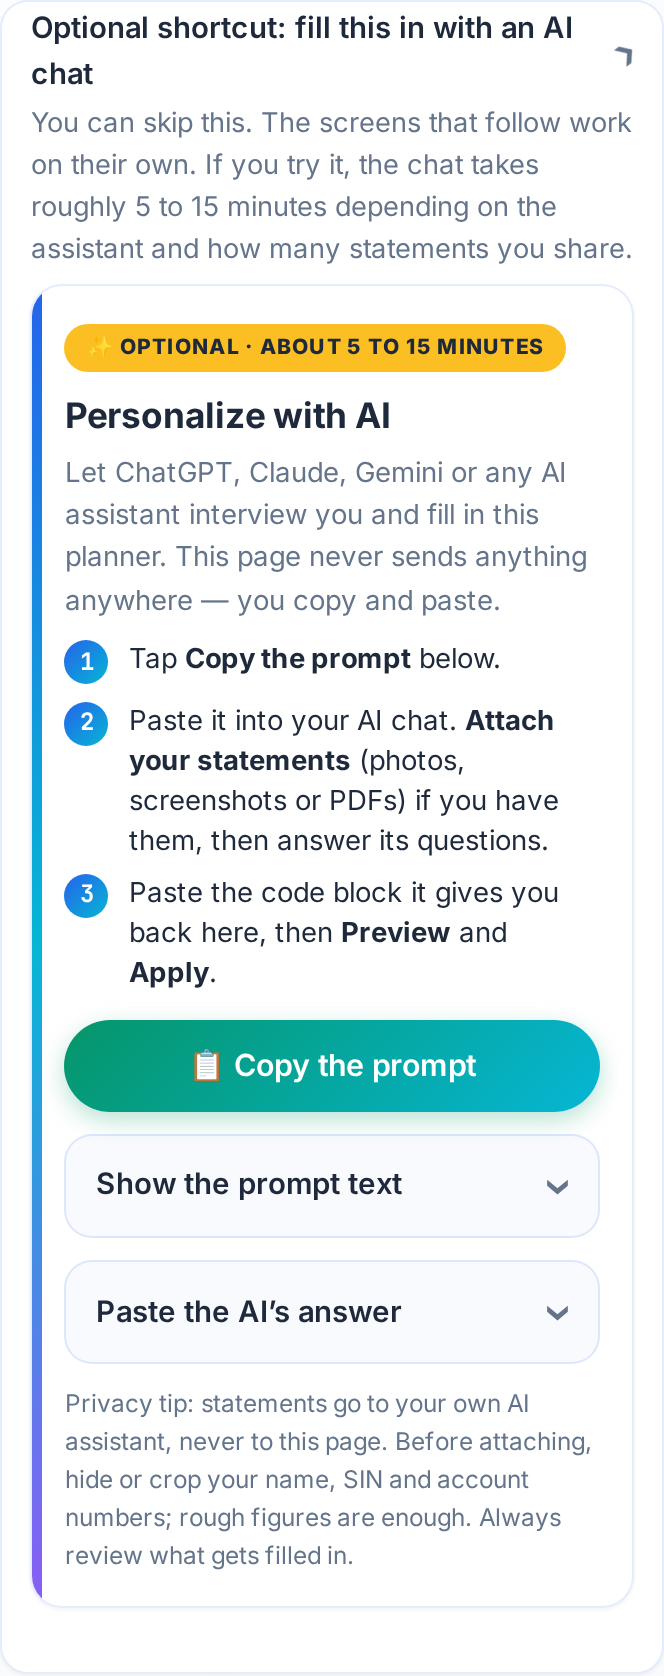 Optional shortcut: fill this in with an AI
chat
You can skip this. The screens that follow work
on their own. If you try it, the chat takes
roughly 5 to 15 minutes depending on the
assistant and how many statements you share.
✨ OPTIONAL · ABOUT 5 TO 15 MINUTES
Personalize with AI
Let ChatGPT, Claude, Gemini or any AI
assistant interview you and fill in this
planner. This page never sends anything
anywhere — you copy and paste.
1 Tap Copy the prompt below.
2 Paste it into your AI chat. Attach
your statements (photos,
screenshots or PDFs) if you have
them, then answer its questions.
3 Paste the code block it gives you
back here, then Preview and
Apply.
📋 Copy the prompt
Show the prompt text
Paste the AI’s answer
Privacy tip: statements go to your own AI
assistant, never to this page. Before attaching,
hide or crop your name, SIN and account
numbers; rough figures are enough. Always
review what gets filled in.